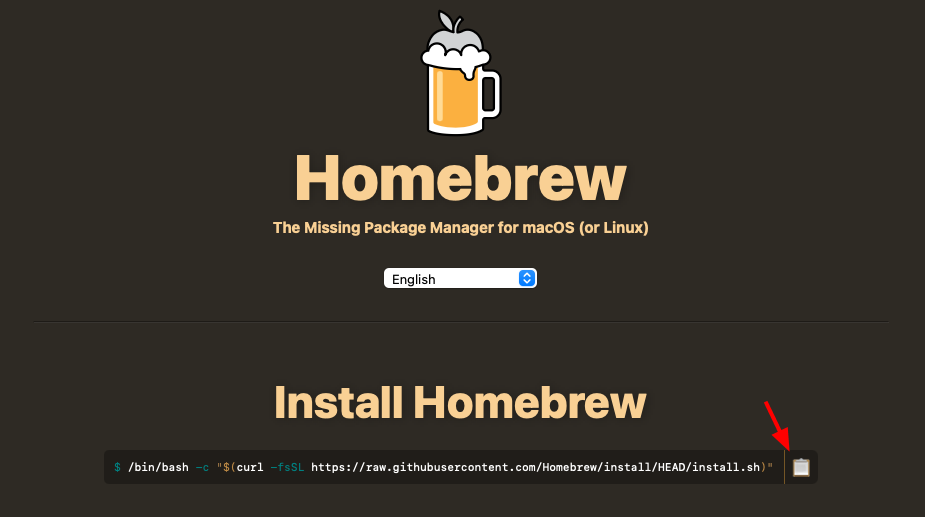 Homebrew
The Missing Package Manager for macOS (or Linux)
English
Install Homebrew
$ /bin/bash -c "$(curl -fsSL https://raw.githubusercontent.com/Homebrew/install/HEAD/install.sh)"